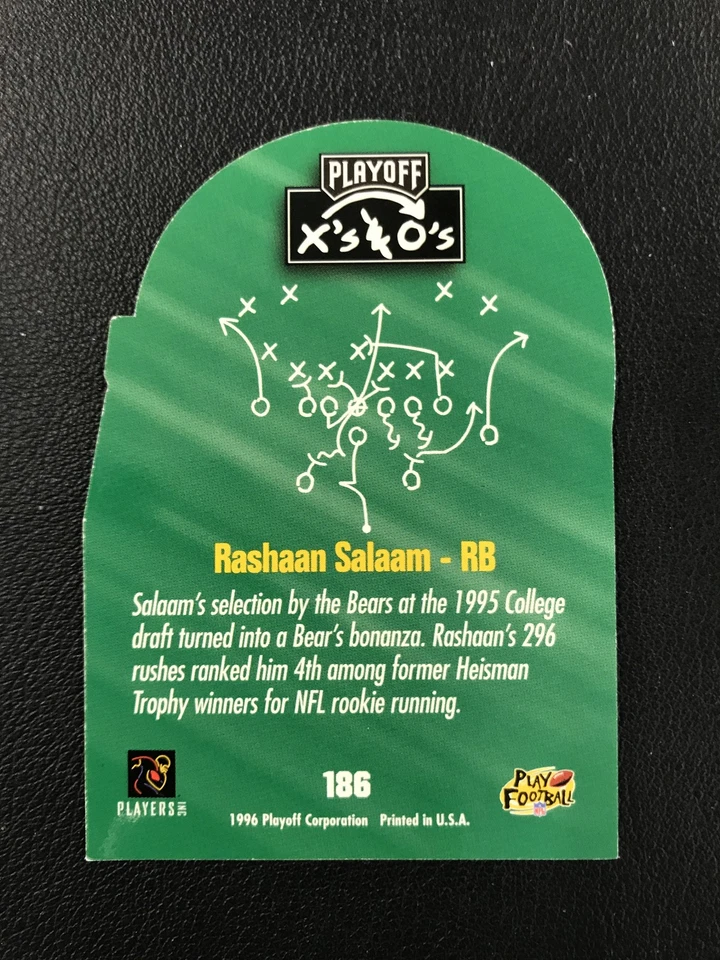 PLAYOFF
X's & O's
Rashaan Salaam - RB
Salaam's selection by the Bears at the 1995 College
draft turned into a Bear's bonanza. Rashaan's 296
rushes ranked him 4th among former Heisman
Trophy winners for NFL rookie running.
PLAYERS INC
186
PLAY FOOTBALL
NFL
1996 Playoff Corporation Printed in U.S.A.